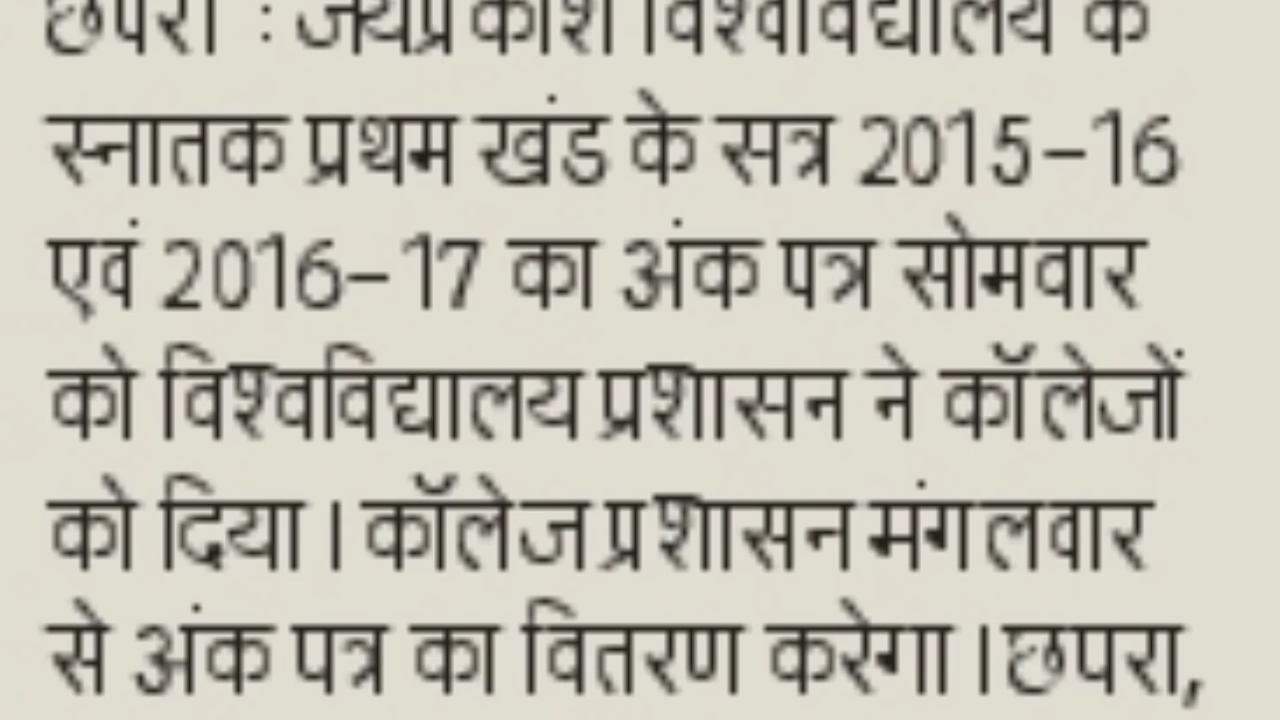 छपरा : जयप्रकाश विश्वविद्यालय के
स्नातक प्रथम खंड के सत्र 2015-16
एवं 2016-17 का अंक पत्र सोमवार
को विश्वविद्यालय प्रशासन ने कॉलेजों
को दिया । कॉलेज प्रशासन मंगलवार
से अंक पत्र का वितरण करेगा । छपरा,